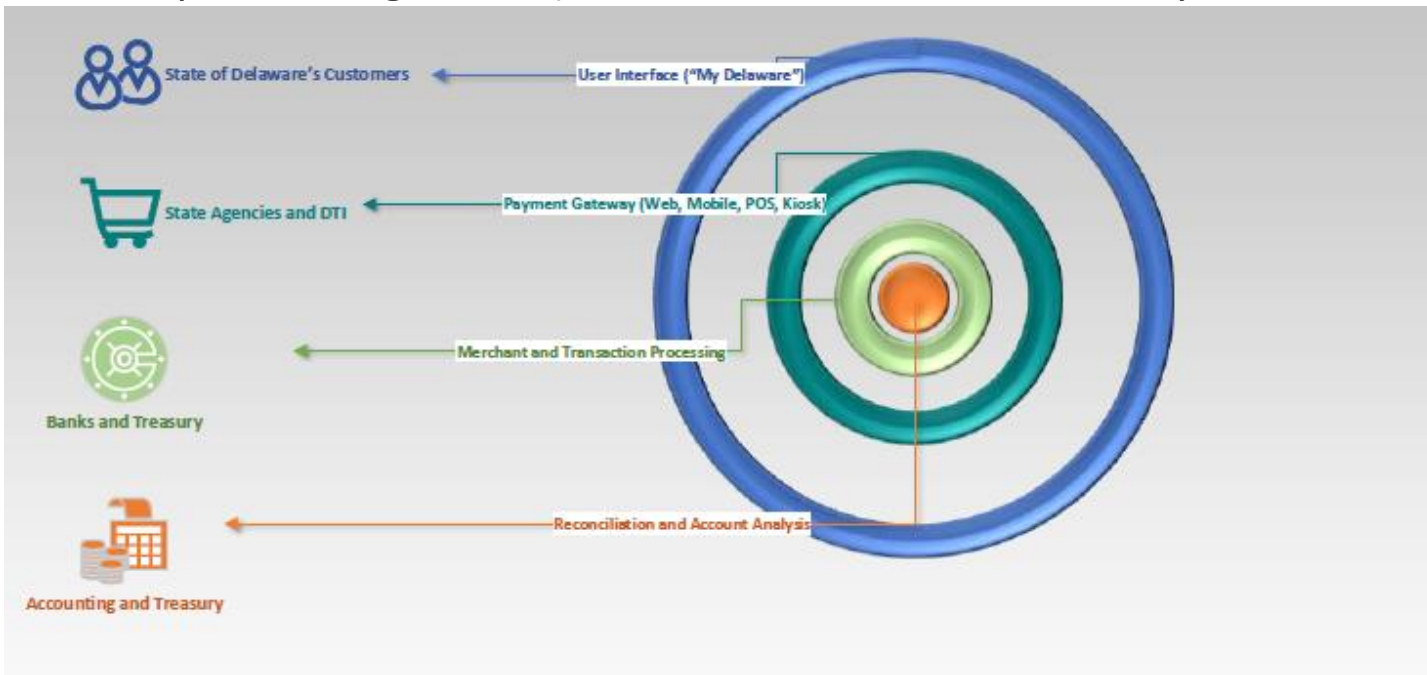 State of Delaware's Customers
User Interface ("My Delaware")
State Agencies and DTI
Payment Gateway (Web, Mobile, POS, Kiosk)
Merchant and Transaction Processing
Banks and Treasury
Reconciliation and Account Analysis
Accounting and Treasury